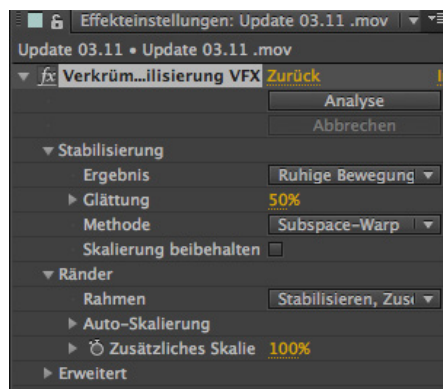 Effekteinstellungen: Update 03.11 .mov
Update 03.11 • Update 03.11 .mov
fx Verkrüm...ilisierung VFX Zurück
Analyse
Abbrechen
Stabilisierung
Ergebnis Ruhige Bewegung
Glättung 50%
Methode Subspace-Warp
Skalierung beibehalten
Ränder
Rahmen Stabilisieren, Zus
Auto-Skalierung
Zusätzliches Skalie 100%
Erweitert